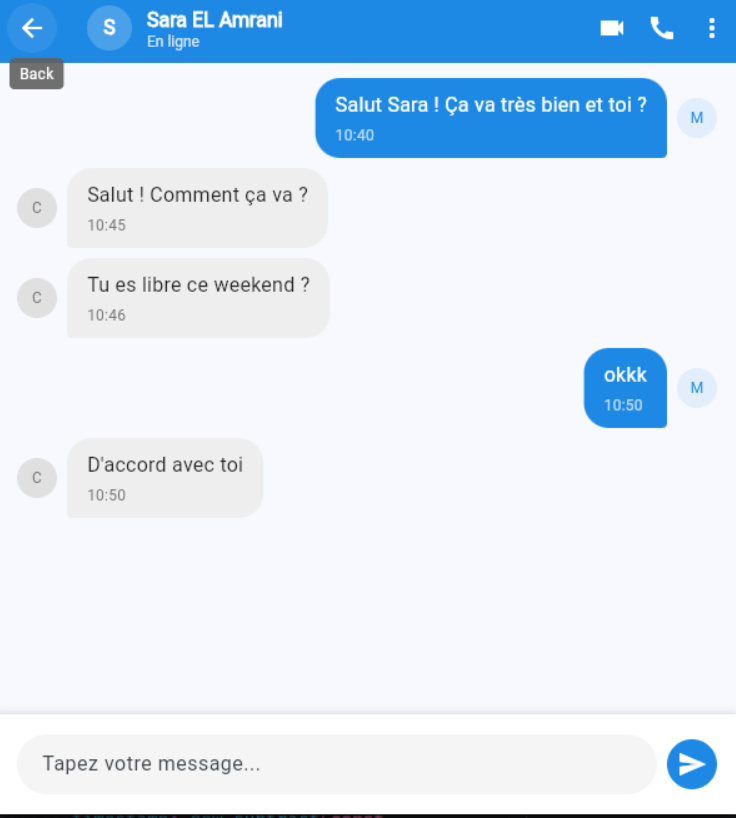 S
Sara EL Amrani
En ligne
Back
Salut Sara ! Ça va très bien et toi ?
10:40
M
C
Salut ! Comment ça va ?
10:45
C
Tu es libre ce weekend ?
10:46
okkk
10:50
M
C
D'accord avec toi
10:50
Tapez votre message...